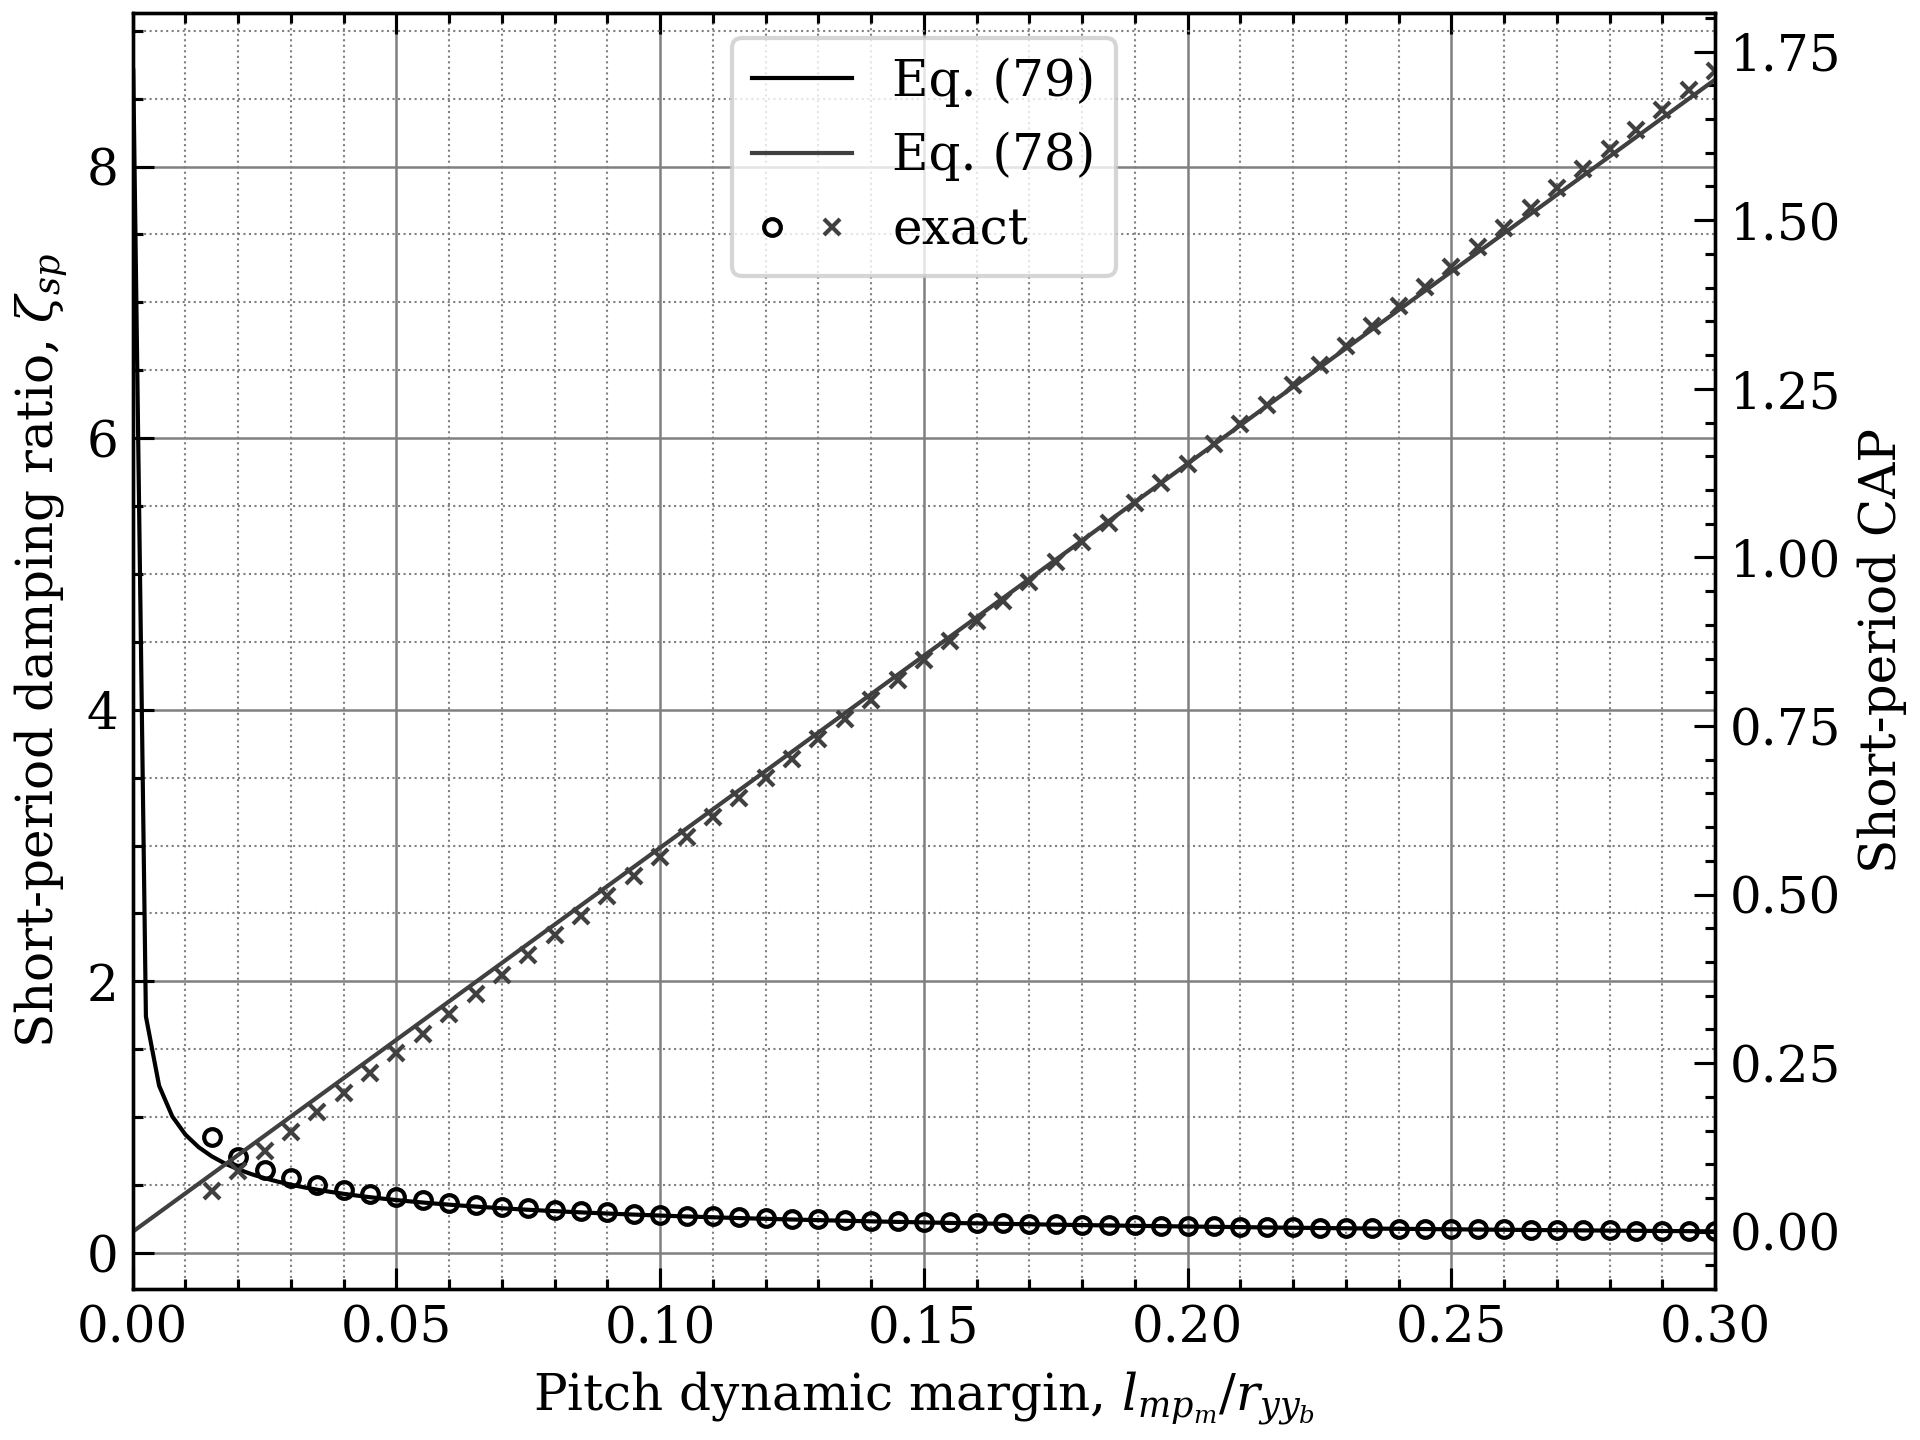 Eq. (79)
Eq. (78)
exact
Short-period damping ratio, ζsp
8
6
4
2
0
1.75
1.50
1.25
1.00
0.75
0.50
0.25
0.00
Short-period CAP
0.00 0.05 0.10 0.15 0.20 0.25 0.30
Pitch dynamic margin, lmpm/ryyb